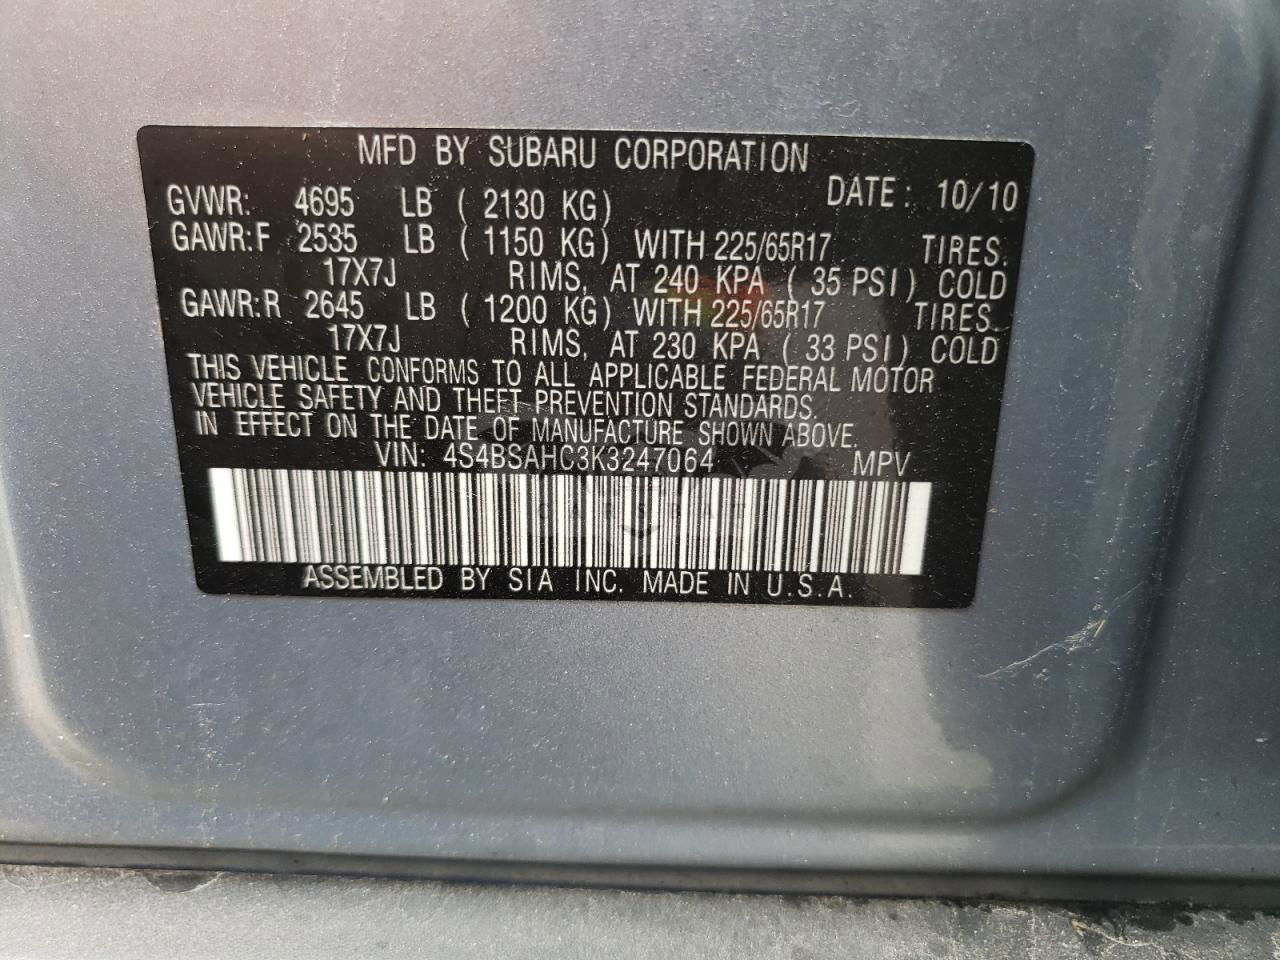 MFD BY SUBARU CORPORATION
DATE: 10/10
GVWR: 4695 LB ( 2130 KG)
GAWR:F 2535 LB ( 1150 KG) WITH 225/65R17 TIRES.
17X7J RIMS, AT 240 KPA ( 35 PSI) COLD
GAWR:R 2645 LB ( 1200 KG) WITH 225/65R17 TIRES.
17X7J RIMS, AT 230 KPA ( 33 PSI) COLD
THIS VEHICLE CONFORMS TO ALL APPLICABLE FEDERAL MOTOR
VEHICLE SAFETY AND THEFT PREVENTION STANDARDS.
IN EFFECT ON THE DATE OF MANUFACTURE SHOWN ABOVE.
VIN: 4S4BSAHC3K3247064 MPV
ASSEMBLED BY SIA INC. MADE IN U.S.A.